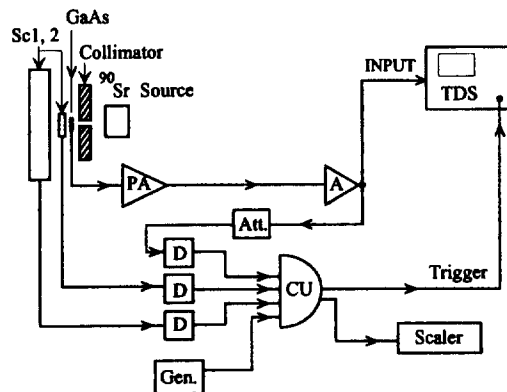 GaAs
Sc1, 2
Collimator
90
Sr Source
INPUT
TDS
PA
A
Att.
D
D
D
CU
Trigger
Scaler
Gen.